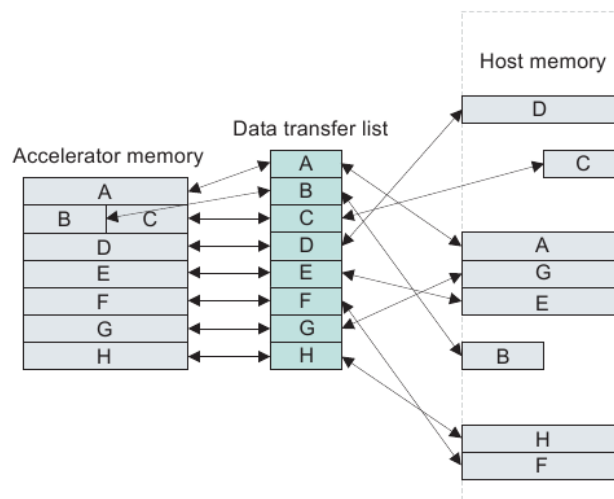 Accelerator memory
A
B C
D
E
F
G
H
Data transfer list
A
B
C
D
E
F
G
H
Host memory
D
C
A
G
E
B
H
F